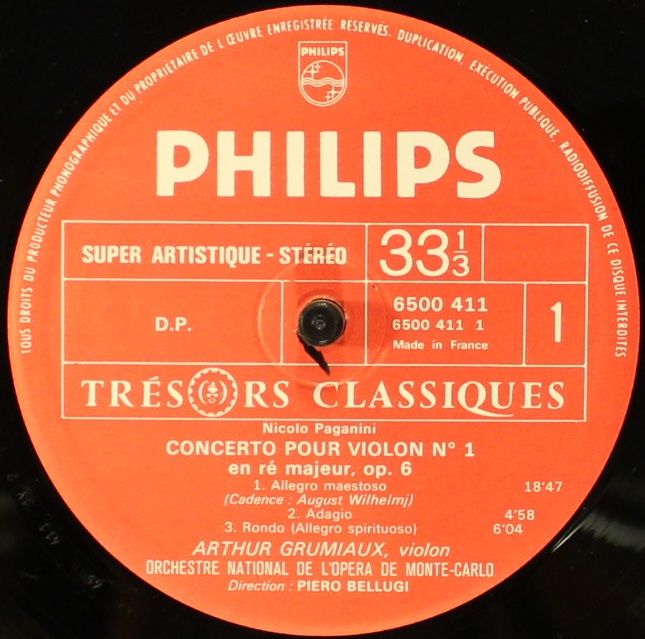 TOUS DROITS DU PRODUCTEUR PHONOGRAPHIQUE ET DU PROPRIÉTAIRE DE L'ŒUVRE ENREGISTRÉE RÉSERVÉS. DUPLICATION, EXÉCUTION PUBLIQUE, RADIODIFFUSION DE CE DISQUE INTERDITES
PHILIPS
PHILIPS
SUPER ARTISTIQUE - STÉRÉO 33 1/3
D.P. 6500 411 1
6500 411 1
Made in France
TRÉSORS CLASSIQUES
Nicolo Paganini
CONCERTO POUR VIOLON N° 1
en ré majeur, op. 6
1. Allegro maestoso 18'47
(Cadence : August Wilhelmj)
2. Adagio 4'58
3. Rondo (Allegro spirituoso) 6'04
ARTHUR GRUMIAUX, violon
ORCHESTRE NATIONAL DE L'OPERA DE MONTE-CARLO
Direction : PIERO BELLUGI